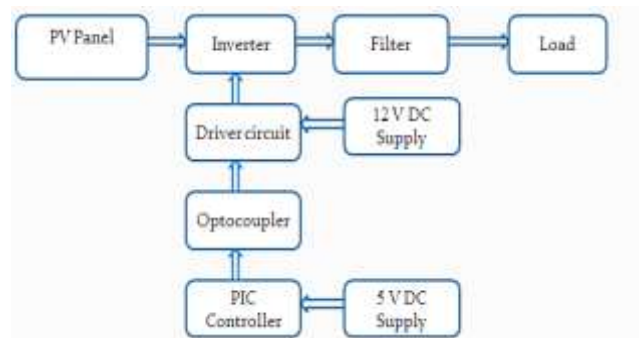 PV Panel
Inverter
Filter
Load
Driver circuit
12 V DC
Supply
Optocoupler
PIC
Controller
5 V DC
Supply